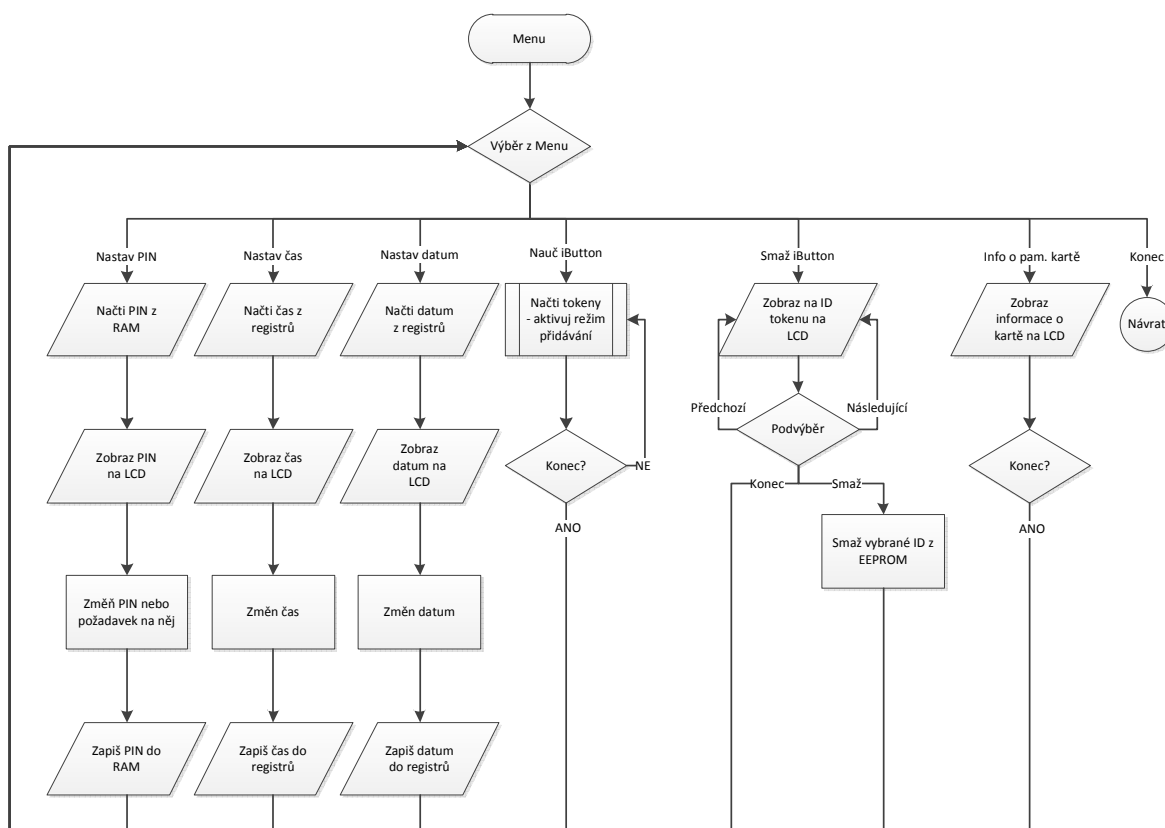 Menu
Výběr z Menu
Nastav PIN
Nastav čas
Nastav datum
Nauč iButton
Smaž iButton
Info o pam. kartě
Konec
Načti PIN z
RAM
Načti čas z
registrů
Načti datum
z registrů
Načti tokeny
- aktivuj režim
přidávání
Zobraz na ID
tokenu na
LCD
Zobraz
informace o
kartě na LCD
Návrat
Předchozí
Následující
Zobraz PIN
na LCD
Zobraz čas
na LCD
Zobraz
datum na
LCD
Konec?
NE
Podvýběr
Konec?
Konec
Smaž
ANO
ANO
Smaž vybrané ID z
EEPROM
Změň PIN nebo
požadavek na něj
Změn čas
Změn datum
Zapiš PIN do
RAM
Zapiš čas do
registrů
Zapiš datum
do registrů